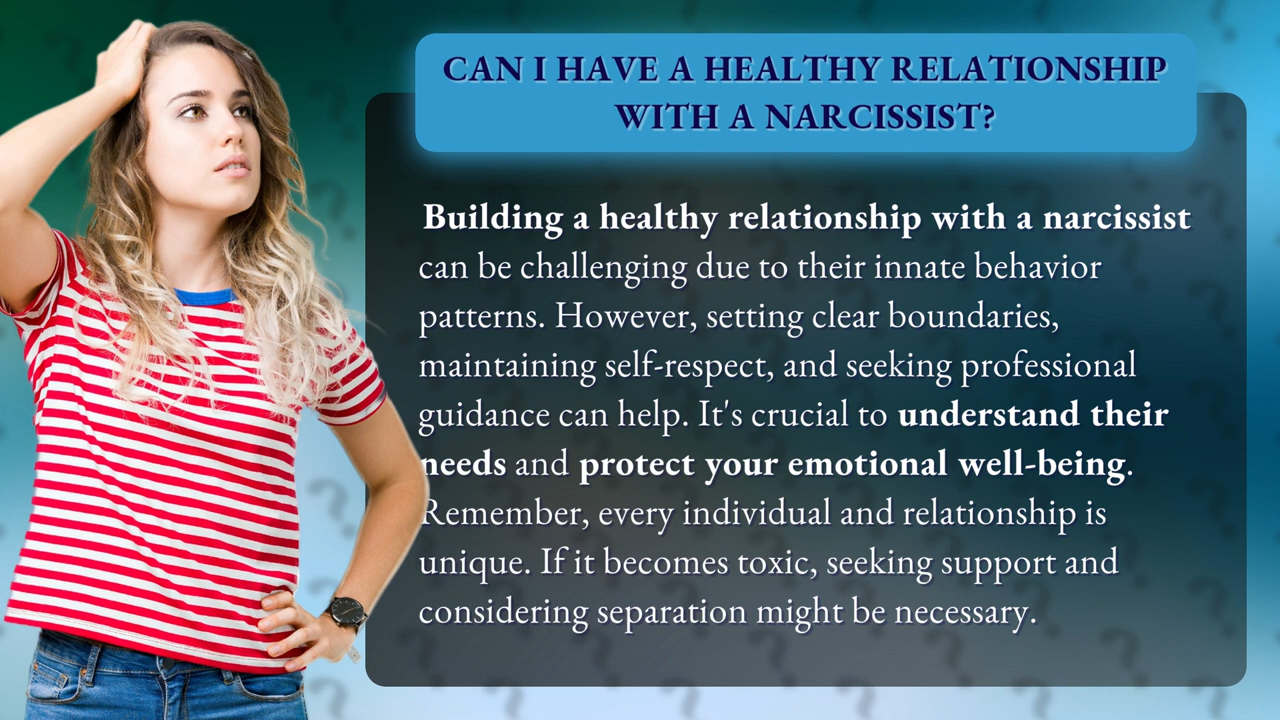 CAN I HAVE A HEALTHY RELATIONSHIP
WITH A NARCISSIST?
Building a healthy relationship with a narcissist
can be challenging due to their innate behavior
patterns. However, setting clear boundaries,
maintaining self-respect, and seeking professional
guidance can help. It's crucial to understand their
needs and protect your emotional well-being.
Remember, every individual and relationship is
unique. If it becomes toxic, seeking support and
considering separation might be necessary.